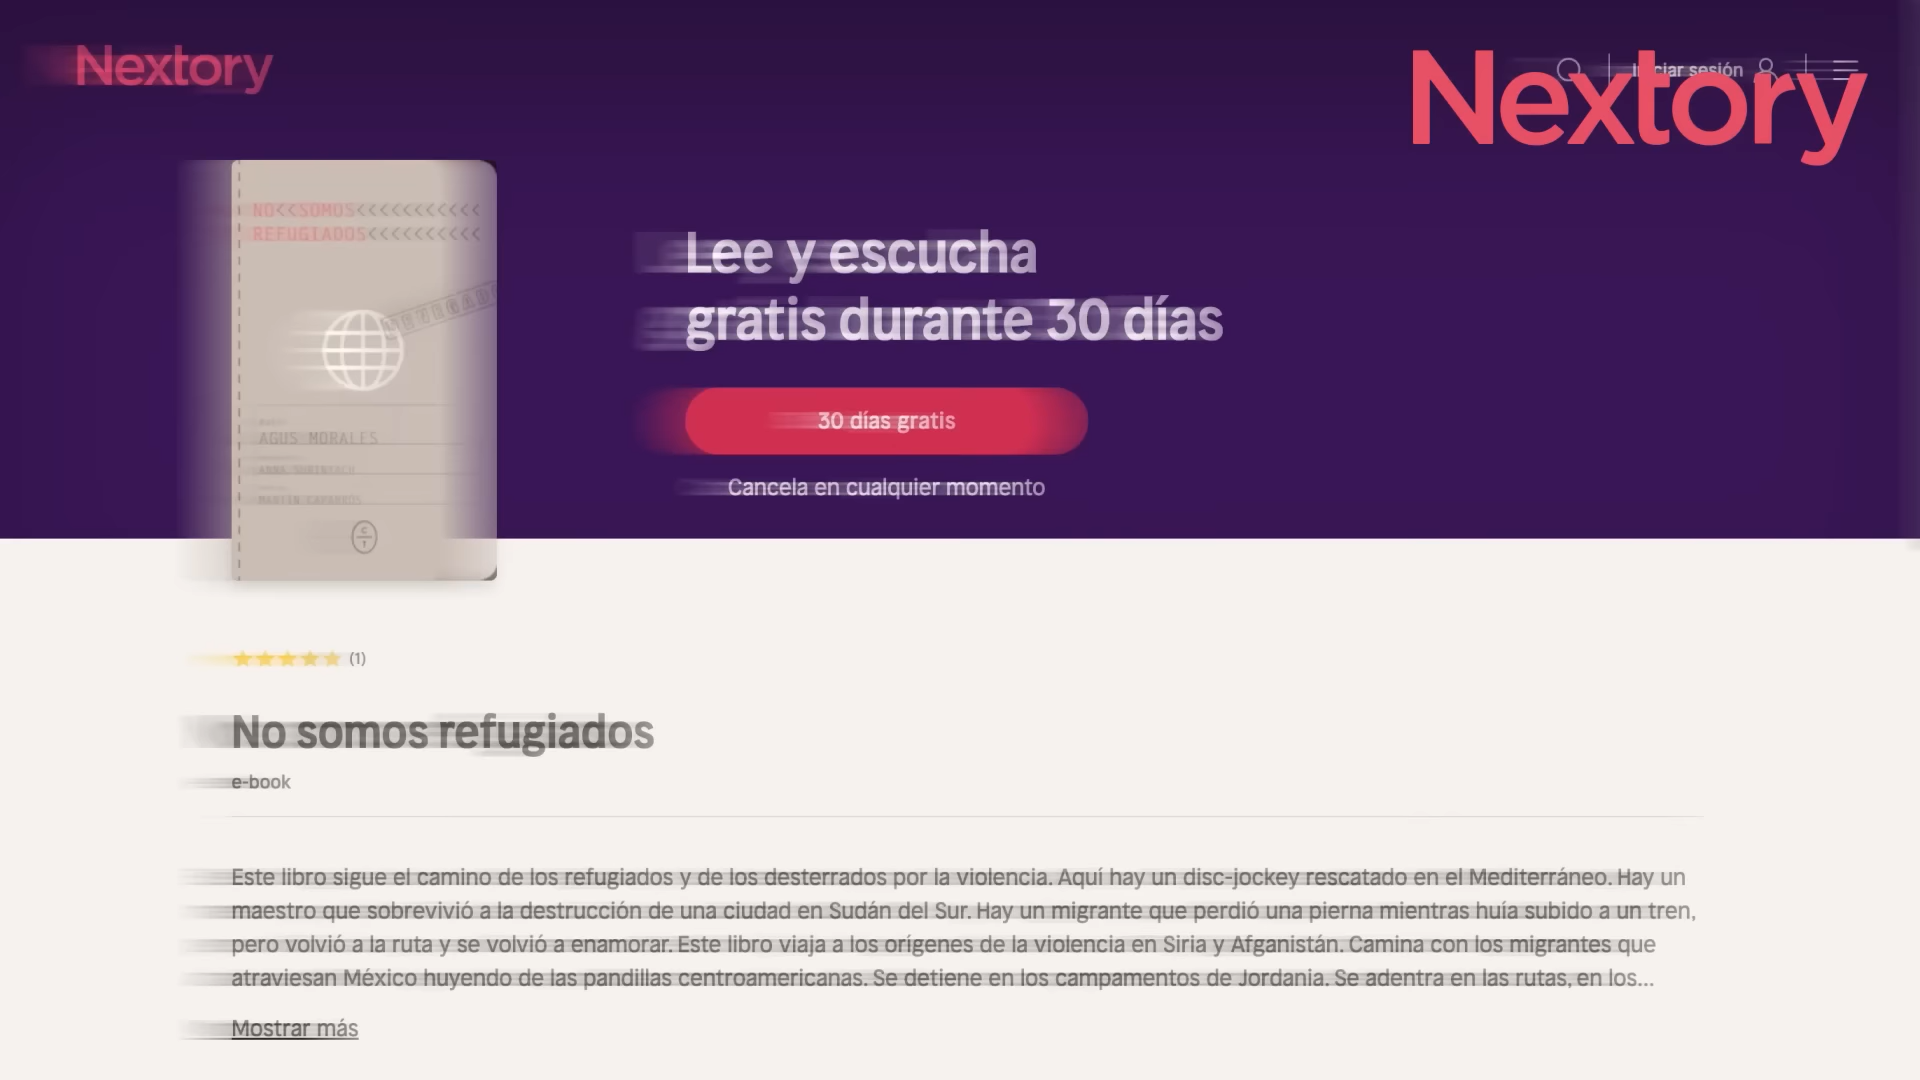 Nextory
Nextory
Iniciar sesión
NO<<SOMOS<<<<<<<<<<<
REFUGIADOS<<<<<<<<<<
Lee y escucha
gratis durante 30 días
30 días gratis
Cancela en cualquier momento
AGUS MORALES
ANNA SURINYACH
MARTÍN CAPARRÓS
(1)
No somos refugiados
e-book
Este libro sigue el camino de los refugiados y de los desterrados por la violencia. Aquí hay un disc-jockey rescatado en el Mediterráneo. Hay un
maestro que sobrevivió a la destrucción de una ciudad en Sudán del Sur. Hay un migrante que perdió una pierna mientras huía subido a un tren,
pero volvió a la ruta y se volvió a enamorar. Este libro viaja a los orígenes de la violencia en Siria y Afganistán. Camina con los migrantes que
atraviesan México huyendo de las pandillas centroamericanas. Se detiene en los campamentos de Jordania. Se adentra en las rutas, en los...
Mostrar más